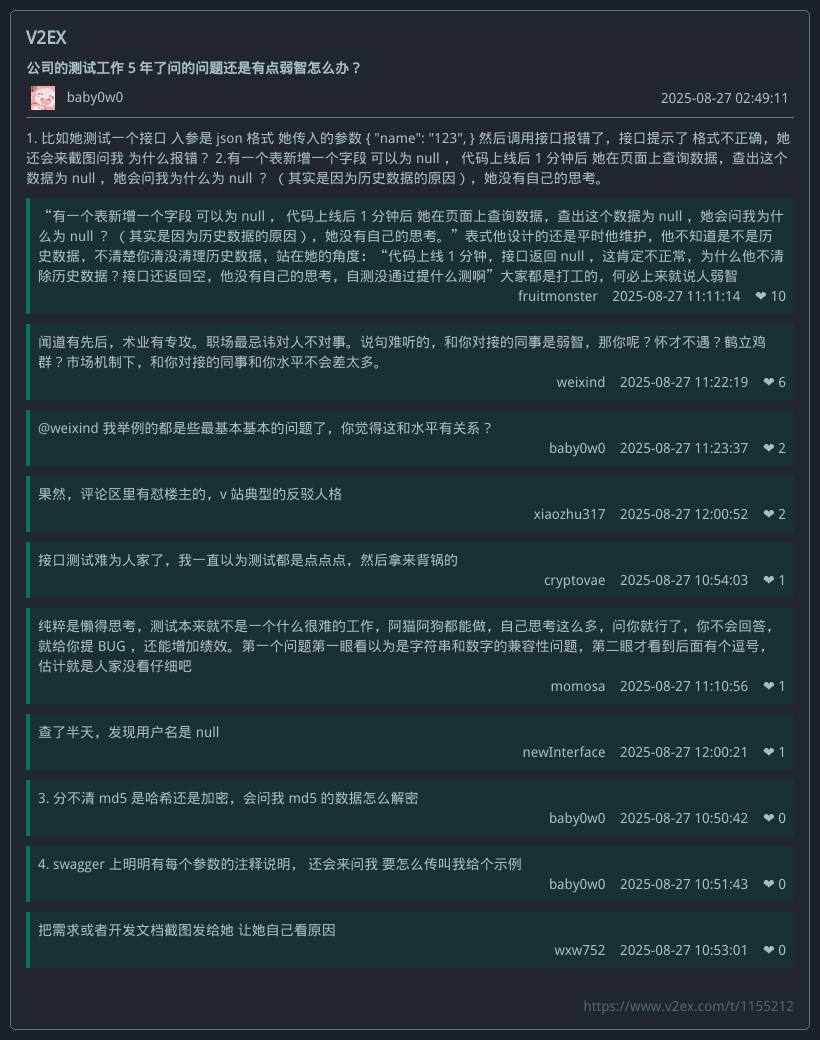 V2EX
公司的测试工作 5 年了问的问题还是有点弱智怎么办？
baby0w0 2025-08-27 02:49:11
1. 比如她测试一个接口 入参是 json 格式 她传入的参数 { "name": "123", } 然后调用接口报错了，接口提示了 格式不正确，她
还会来截图问我 为什么报错？ 2.有一个表新增一个字段 可以为 null ， 代码上线后 1 分钟后 她在页面上查询数据，查出这个
数据为 null ，她会问我为什么为 null ？ （ 其实是因为历史数据的原因 ），她没有自己的思考。
“有一个表新增一个字段 可以为 null ， 代码上线后 1 分钟后 她在页面上查询数据，查出这个数据为 null ，她会问我为什
么为 null ？ （ 其实是因为历史数据的原因 ），她没有自己的思考。”表式他设计的还是平时他维护，他不知道是不是历
史数据，不清楚你清没清理历史数据，站在她的角度：“代码上线 1 分钟，接口返回 null ，这肯定不正常，为什么他不清
除历史数据？接口还返回空，他没有自己的思考，自测没通过提什么测啊”大家都是打工的，何必上来就说人弱智
fruitmonster 2025-08-27 11:11:14 ❤ 10
闻道有先后，术业有专攻。职场最忌讳对人不对事。说句难听的，和你对接的同事是弱智，那你呢？怀才不遇？鹤立鸡
群？市场机制下，和你对接的同事和你水平不会差太多。
weixind 2025-08-27 11:22:19 ❤ 6
@weixind 我举例的都是些最基本基本的问题了，你觉得这和水平有关系？
baby0w0 2025-08-27 11:23:37 ❤ 2
果然，评论区里有怼楼主的，v 站典型的反驳人格
xiaozhu317 2025-08-27 12:00:52 ❤ 2
接口测试难为人家了，我一直以为测试都是点点点，然后拿来背锅的
cryptovae 2025-08-27 10:54:03 ❤ 1
纯粹是懒得思考，测试本来就不是一个什么很难的工作，阿猫阿狗都能做，自己思考这么多，问你就行了，你不会回答，
就给你提 BUG ，还能增加绩效。第一个问题第一眼看以为是字符串和数字的兼容性问题，第二眼才看到后面有个逗号，
估计就是人家没看仔细吧
momosa 2025-08-27 11:10:56 ❤ 1
查了半天，发现用户名是 null
newInterface 2025-08-27 12:00:21 ❤ 1
3. 分不清 md5 是哈希还是加密，会问我 md5 的数据怎么解密
baby0w0 2025-08-27 10:50:42 ❤ 0
4. swagger 上明明有每个参数的注释说明， 还会来问我 要怎么传叫我给个示例
baby0w0 2025-08-27 10:51:43 ❤ 0
把需求或者开发文档截图发给她 让她自己看原因
wxw752 2025-08-27 10:53:01 ❤ 0
https://www.v2ex.com/t/1155212